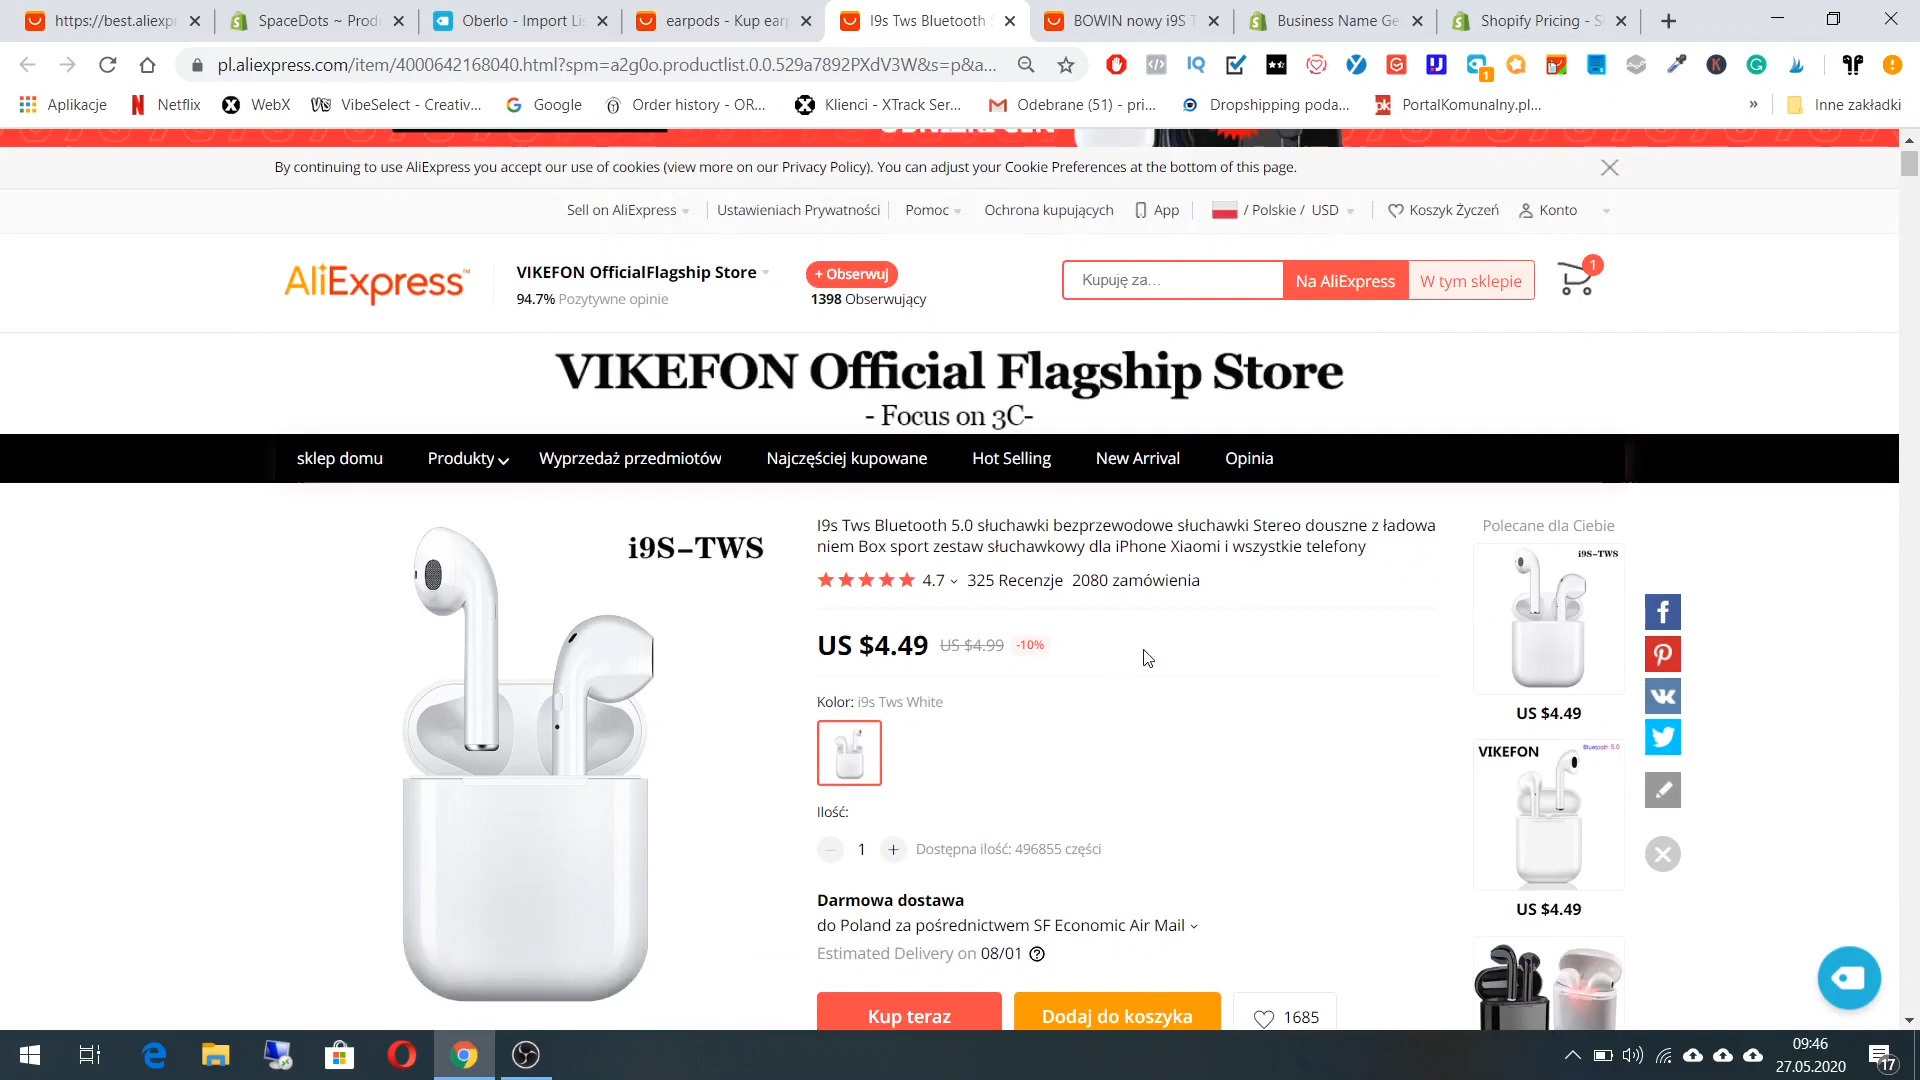 https://best.aliexpr
SpaceDots ~ Prod
Oberlo - Import Lis
earpods - Kup earp
I9s Tws Bluetooth 5
BOWIN nowy i9S T
Business Name Ge
Shopify Pricing - S
pl.aliexpress.com/item/4000642168040.html?spm=a2g0o.productlist.0.0.529a7892PXdV3W&s=p&a...
Aplikacje
Netflix
WebX
VibeSelect - Creativ...
Google
Order history - OR...
Klienci - XTrack Ser...
Odebrane (51) - pri...
Dropshipping poda...
PortalKomunalny.pl...
»
Inne zakładki
By continuing to use AliExpress you accept our use of cookies (view more on our Privacy Policy). You can adjust your Cookie Preferences at the bottom of this page.
Sell on AliExpress
Ustawieniach Prywatności
Pomoc
Ochrona kupujących
App
/ Polskie / USD
Koszyk Życzeń
Konto
AliExpress™
VIKEFON OfficialFlagship Store
94.7% Pozytywne opinie
+ Obserwuj
1398 Obserwujący
Kupuję za...
Na AliExpress
W tym sklepie
1
VIKEFON Official Flagship Store
- Focus on 3C-
sklep domu
Produkty
Wyprzedaż przedmiotów
Najczęściej kupowane
Hot Selling
New Arrival
Opinia
i9S-TWS
I9s Tws Bluetooth 5.0 słuchawki bezprzewodowe słuchawki Stereo douszne z ładowa
niem Box sport zestaw słuchawkowy dla iPhone Xiaomi i wszystkie telefony
4.7
325 Recenzje
2080 zamówienia
US $4.49
US $4.99
-10%
Kolor: i9s Tws White
Ilość:
1
Dostępna ilość: 496855 części
Darmowa dostawa
do Poland za pośrednictwem SF Economic Air Mail
Estimated Delivery on 08/01
Kup teraz
Dodaj do koszyka
1685
Polecane dla Ciebie
i9S-TWS
US $4.49
VIKEFON
Bluetooth 5.0
US $4.49
09:46
27.05.2020
17